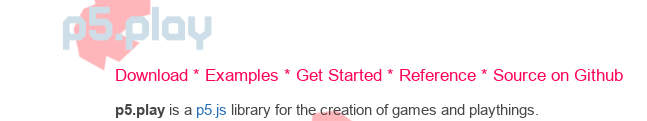 p5.play
Download * Examples * Get Started * Reference * Source on Github
p5.play is a p5.js library for the creation of games and playthings.